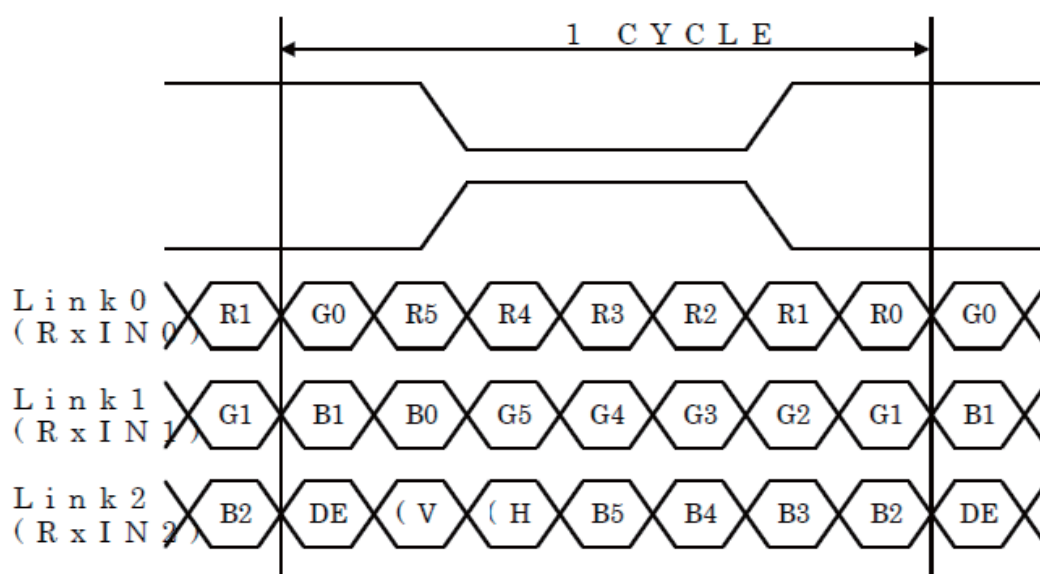 1 CYCLE
Link0 R1 G0 R5 R4 R3 R2 R1 R0 G0
(RxIN0)
Link1 G1 B1 B0 G5 G4 G3 G2 G1 B1
(RxIN1)
Link2 B2 DE (V (H B5 B4 B3 B2 DE
(RxIN2)